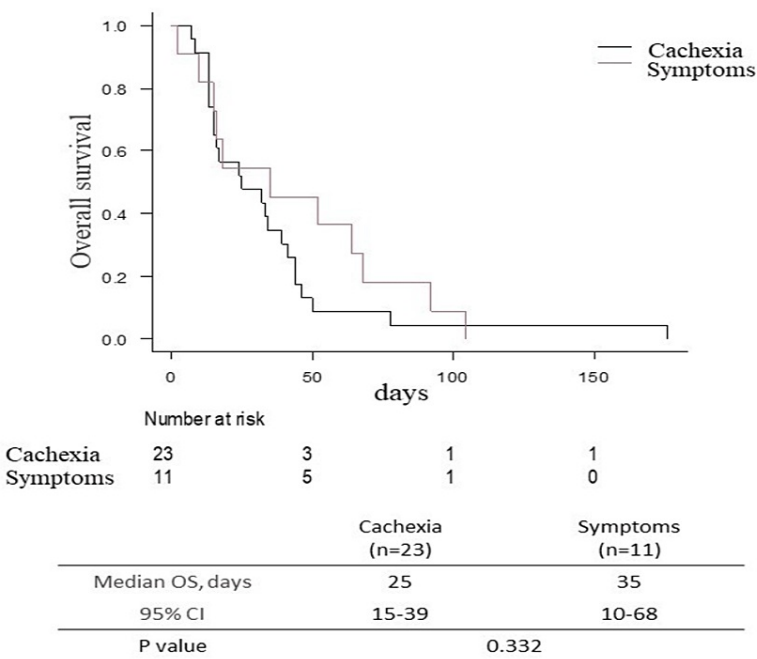 1.0
0.8
0.6
0.4
0.2
0.0
Overall survival
Cachexia
Symptoms
0 50 100 150
days
Number at risk
Cachexia 23 3 1 1
Symptoms 11 5 1 0
Cachexia Symptoms
(n=23) (n=11)
Median OS, days 25 35
95% CI 15-39 10-68
P value 0.332